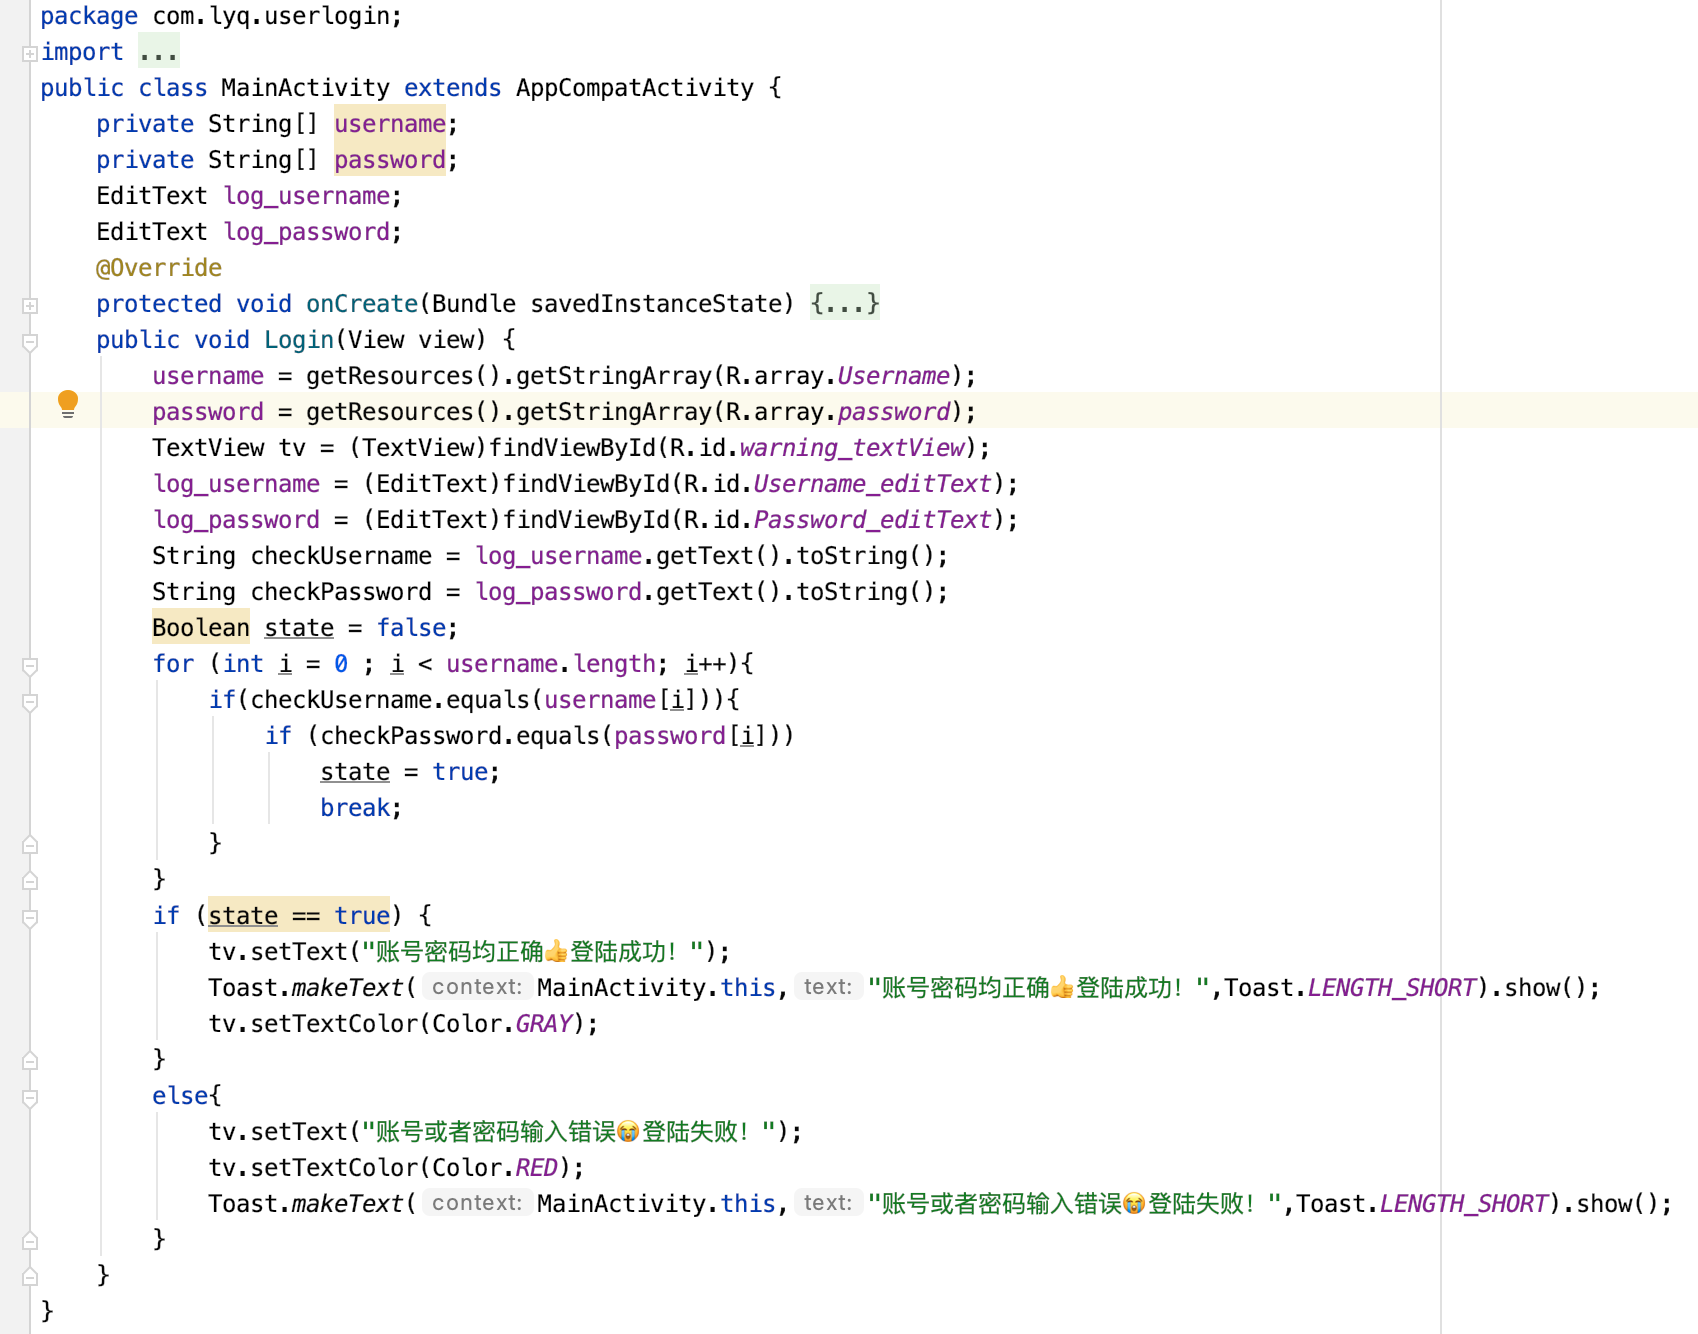 package com.lyq.userlogin;
import ...
public class MainActivity extends AppCompatActivity {
    private String[] username;
    private String[] password;
    EditText log_username;
    EditText log_password;
    @Override
    protected void onCreate(Bundle savedInstanceState) {...}
    public void Login(View view) {
        username = getResources().getStringArray(R.array.Username);
        password = getResources().getStringArray(R.array.password);
        TextView tv = (TextView)findViewById(R.id.warning_textView);
        log_username = (EditText)findViewById(R.id.Username_editText);
        log_password = (EditText)findViewById(R.id.Password_editText);
        String checkUsername = log_username.getText().toString();
        String checkPassword = log_password.getText().toString();
        Boolean state = false;
        for (int i = 0 ; i < username.length; i++){
            if(checkUsername.equals(username[i])){
                if (checkPassword.equals(password[i]))
                    state = true;
                    break;
            }
        }
        if (state == true) {
            tv.setText("账号密码均正确👍登陆成功！");
            Toast.makeText( context: MainActivity.this, text: "账号密码均正确👍登陆成功！",Toast.LENGTH_SHORT).show();
            tv.setTextColor(Color.GRAY);
        }
        else{
            tv.setText("账号或者密码输入错误😭登陆失败！");
            tv.setTextColor(Color.RED);
            Toast.makeText( context: MainActivity.this, text: "账号或者密码输入错误😭登陆失败！",Toast.LENGTH_SHORT).show();
        }
    }
}